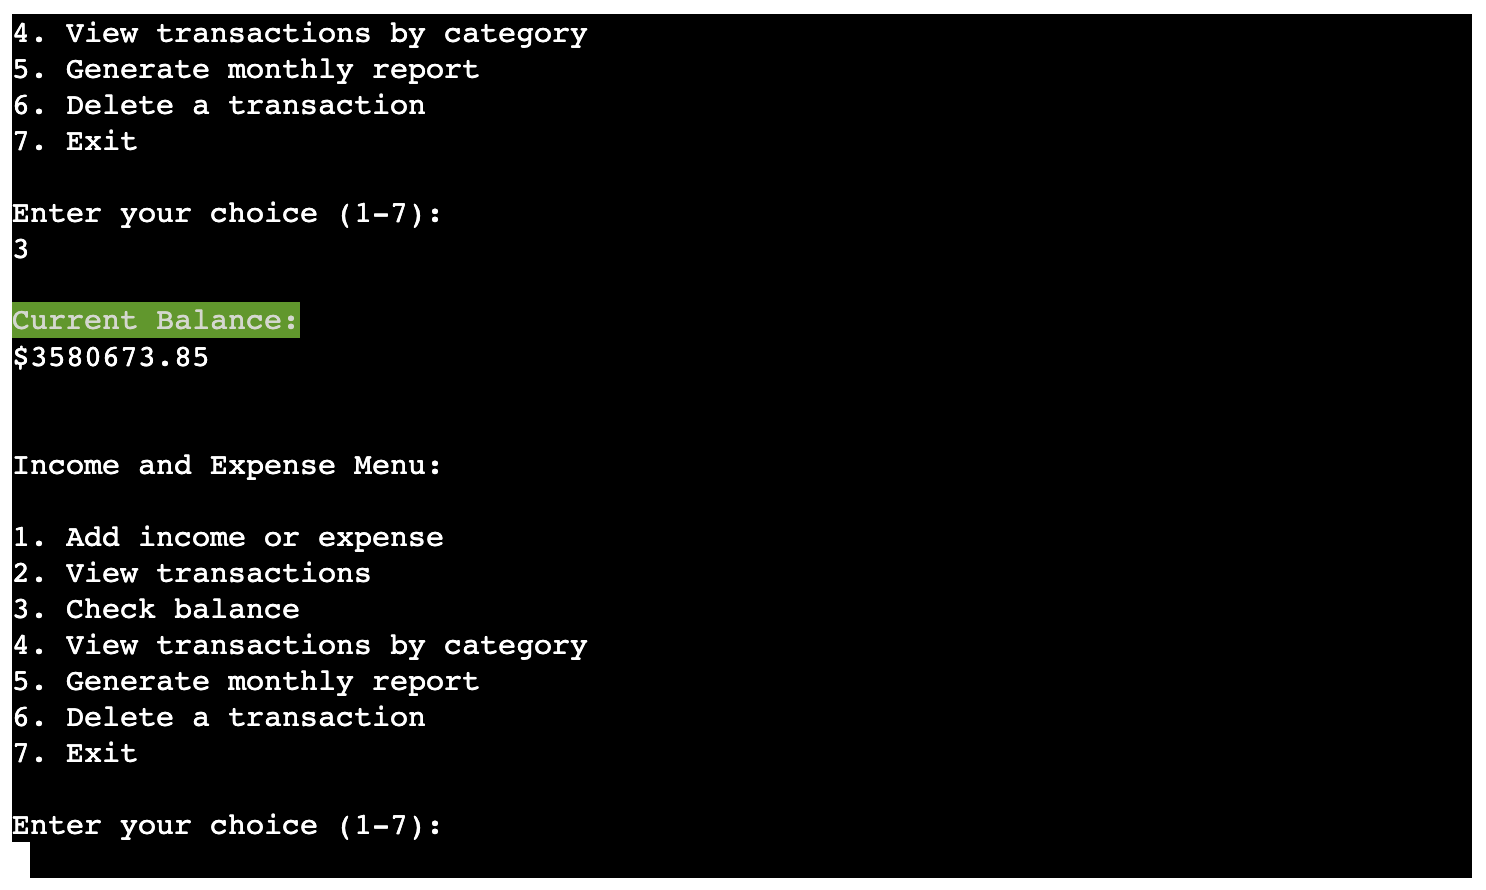 4. View transactions by category
5. Generate monthly report
6. Delete a transaction
7. Exit
Enter your choice (1-7):
3
Current Balance:
$3580673.85
Income and Expense Menu:
1. Add income or expense
2. View transactions
3. Check balance
4. View transactions by category
5. Generate monthly report
6. Delete a transaction
7. Exit
Enter your choice (1-7):